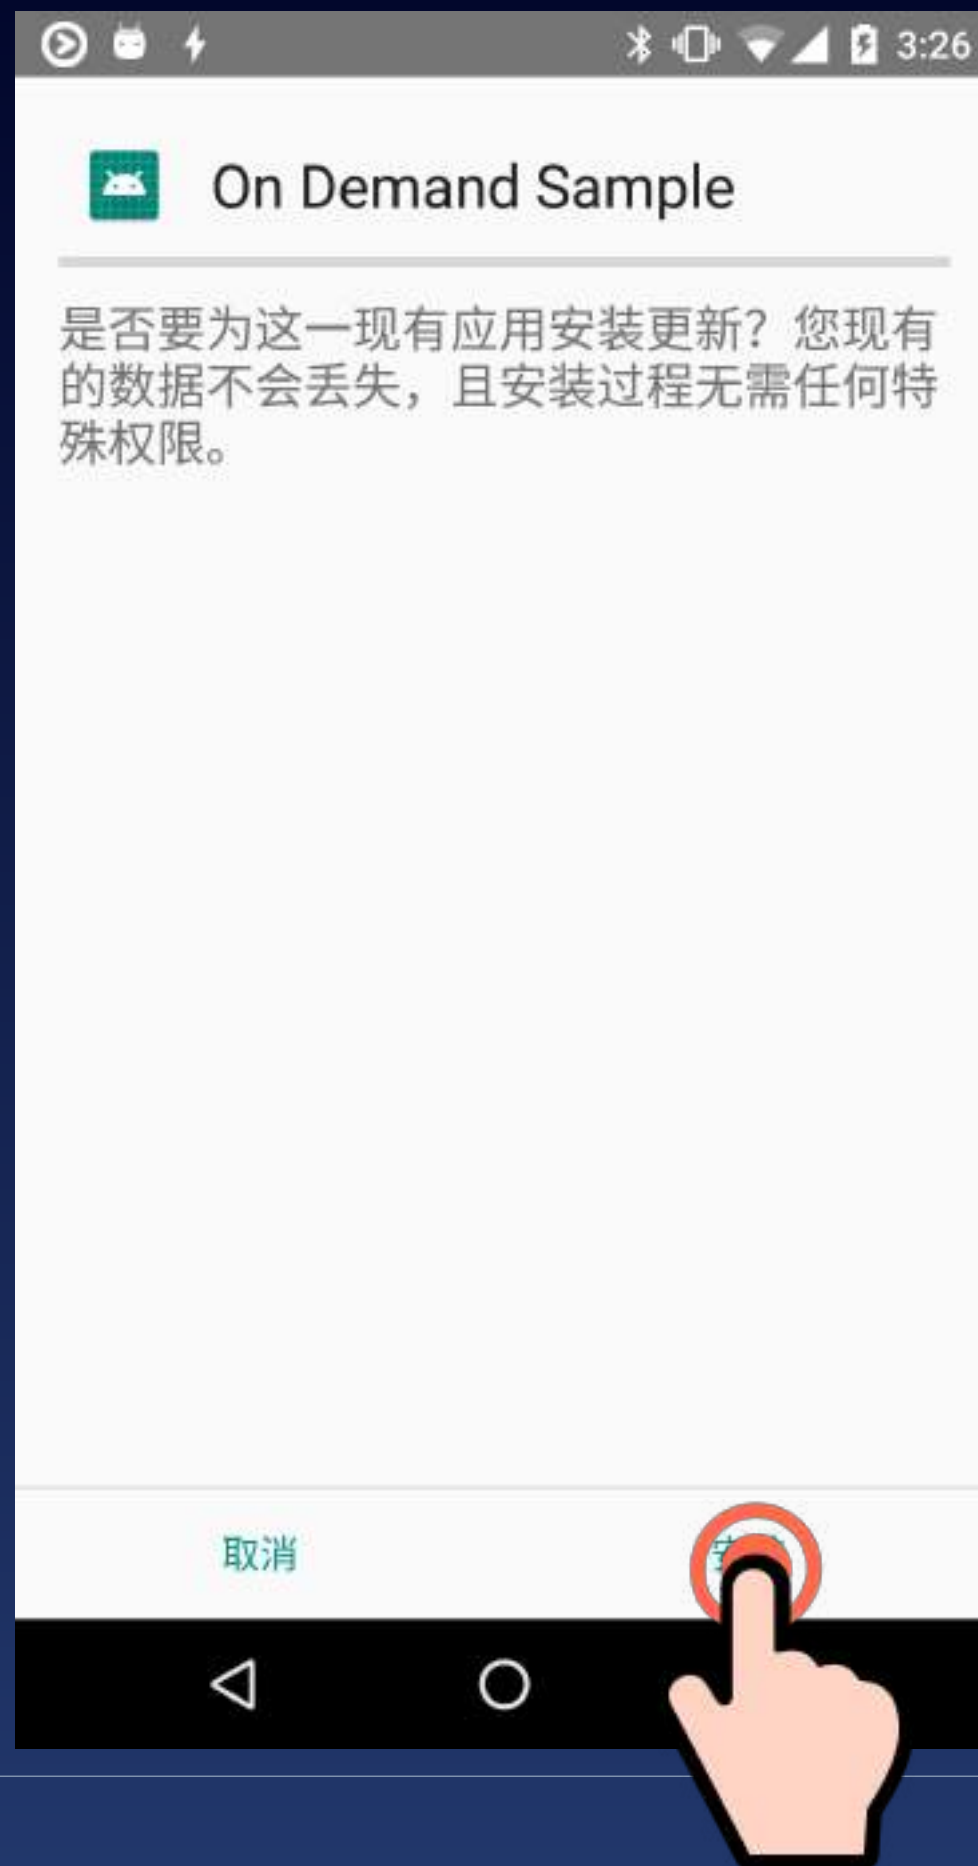 3:26
On Demand Sample
是否要为这一现有应用安装更新？您现有
的数据不会丢失，且安装过程无需任何特
殊权限。
取消